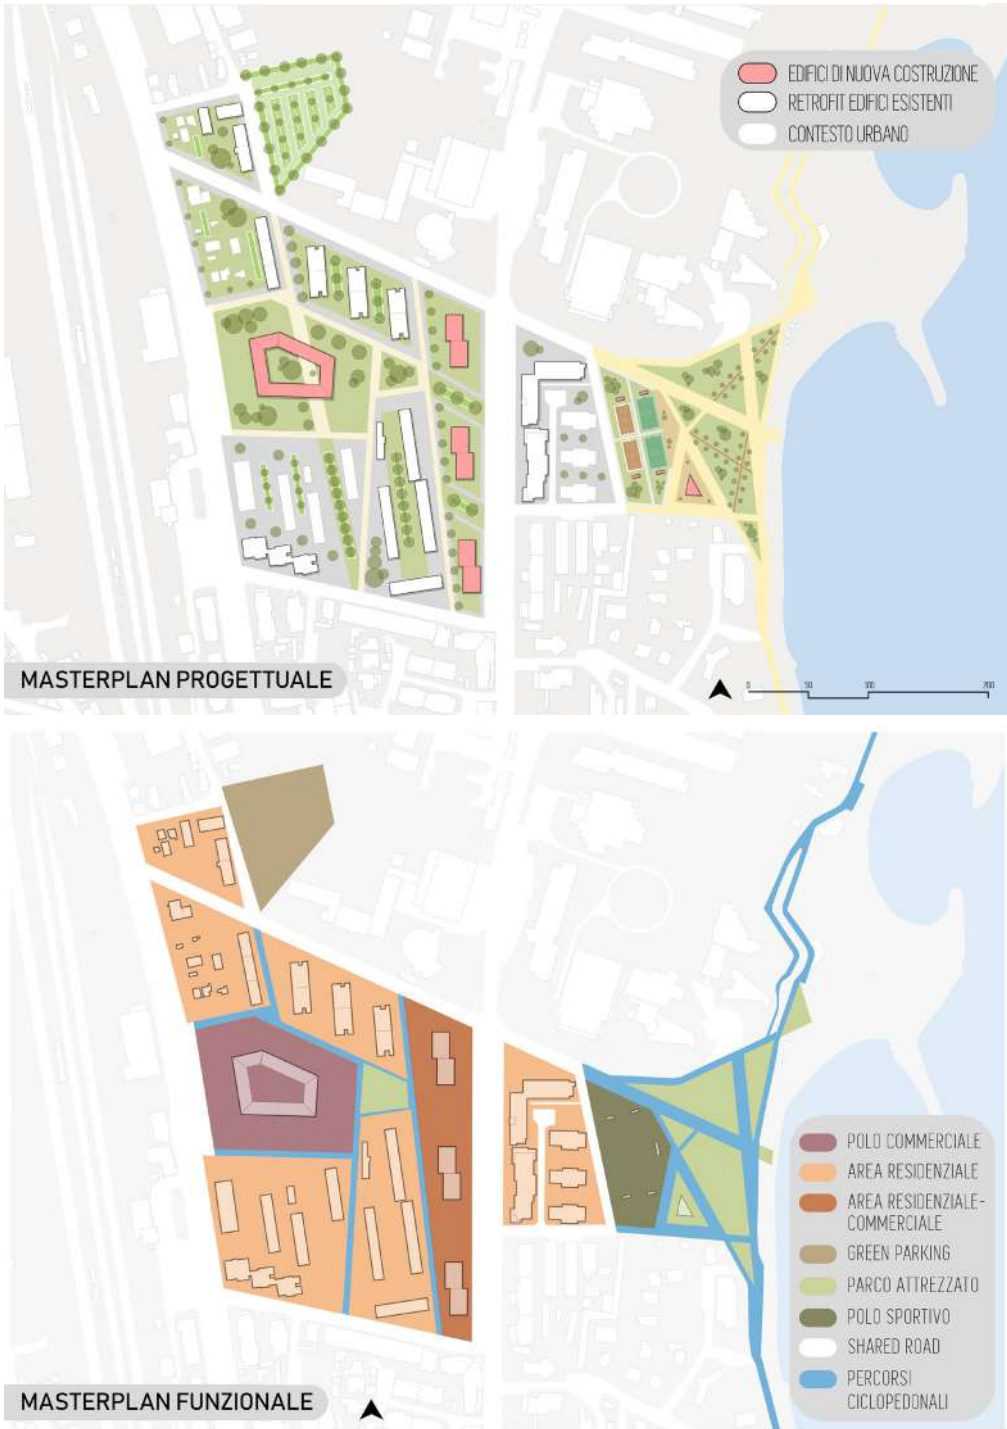 EDIFICI DI NUOVA COSTRUZIONE
RETROFIT EDIFICI ESISTENTI
CONTESTO URBANO
MASTERPLAN PROGETTUALE
0 50 100 200
POLO COMMERCIALE
AREA RESIDENZIALE
AREA RESIDENZIALE-
COMMERCIALE
GREEN PARKING
PARCO ATTREZZATO
POLO SPORTIVO
SHARED ROAD
PERCORSI
CICLOPEDONALI
MASTERPLAN FUNZIONALE